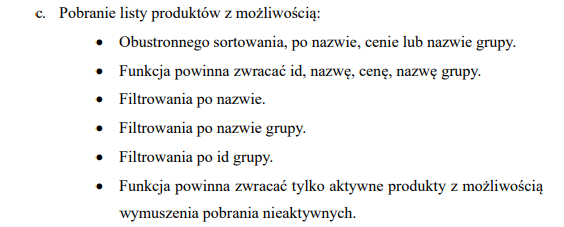 c. Pobranie listy produktów z możliwością:
• Obustronnego sortowania, po nazwie, cenie lub nazwie grupy.
• Funkcja powinna zwracać id, nazwę, cenę, nazwę grupy.
• Filtrowania po nazwie.
• Filtrowania po nazwie grupy.
• Filtrowania po id grupy.
• Funkcja powinna zwracać tylko aktywne produkty z możliwością
wymuszenia pobrania nieaktywnych.